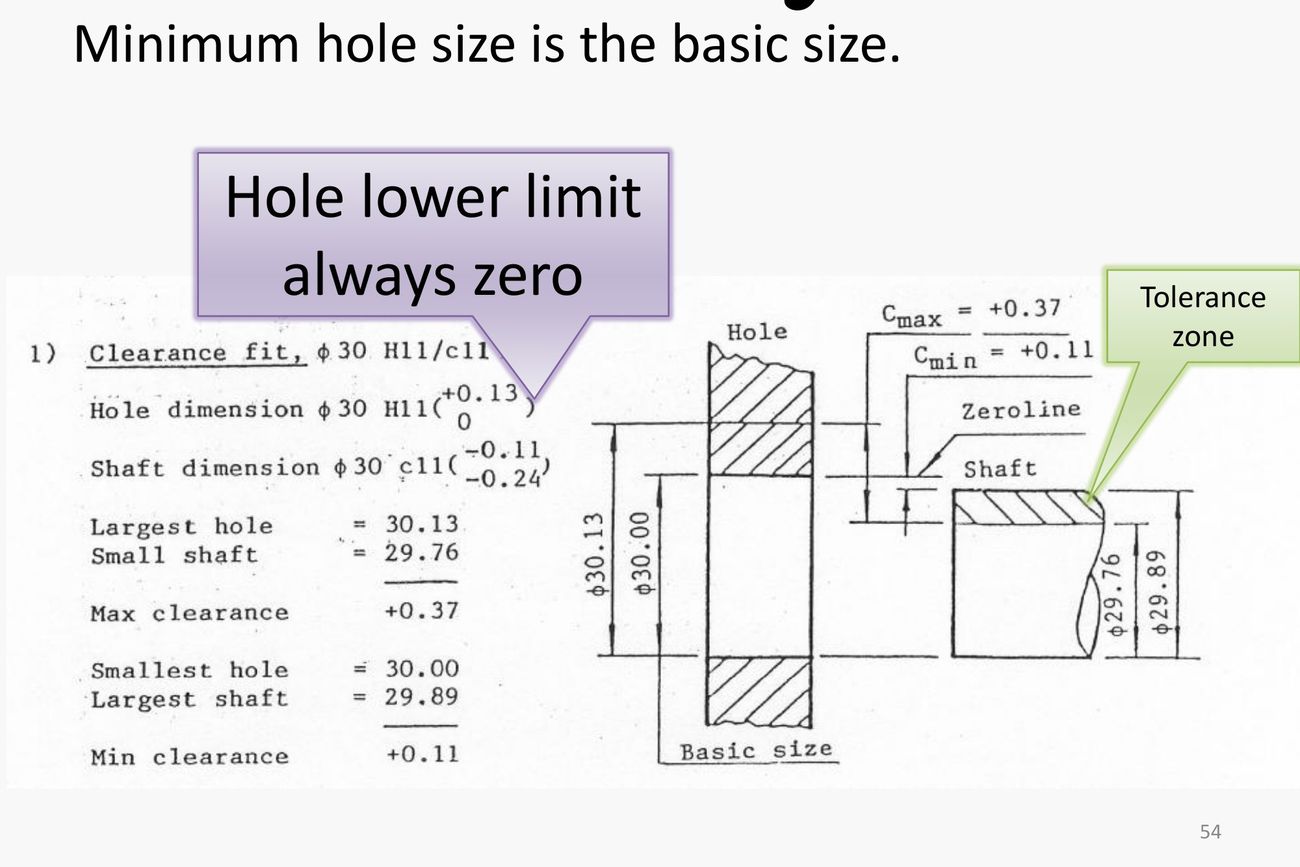 Minimum hole size is the basic size.
Hole lower limit
always zero
Tolerance
zone
1) Clearance fit, ϕ30 H11/c11
Hole dimension ϕ30 H11(+0.13
0)
Shaft dimension ϕ30 c11(-0.11
-0.24)
Largest hole = 30.13
Small shaft = 29.76
Max clearance +0.37
Smallest hole = 30.00
Largest shaft = 29.89
Min clearance +0.11
Hole
Cmax = +0.37
Cmin = +0.11
Zeroline
Shaft
ϕ30.13
ϕ30.00
ϕ29.76
ϕ29.89
Basic size
54